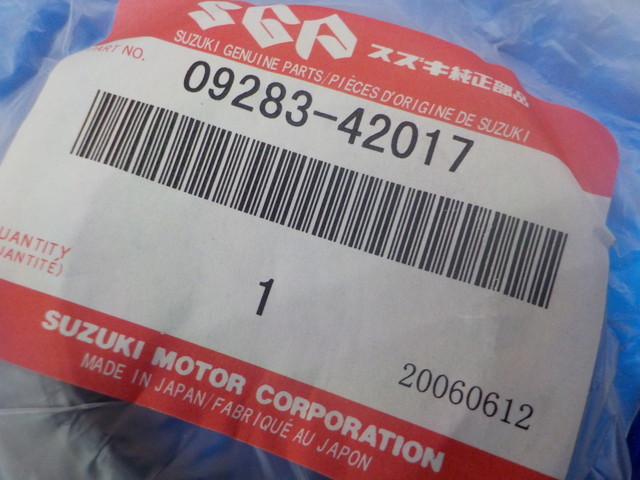 SGP スズキ純正部品
SUZUKI GENUINE PARTS/PIÈCES D'ORIGINE DE SUZUKI
PART NO.
09283-42017
QUANTITY
(QUANTITÉ)
1
20060612
SUZUKI MOTOR CORPORATION
MADE IN JAPAN/FABRIQUÉ AU JAPON